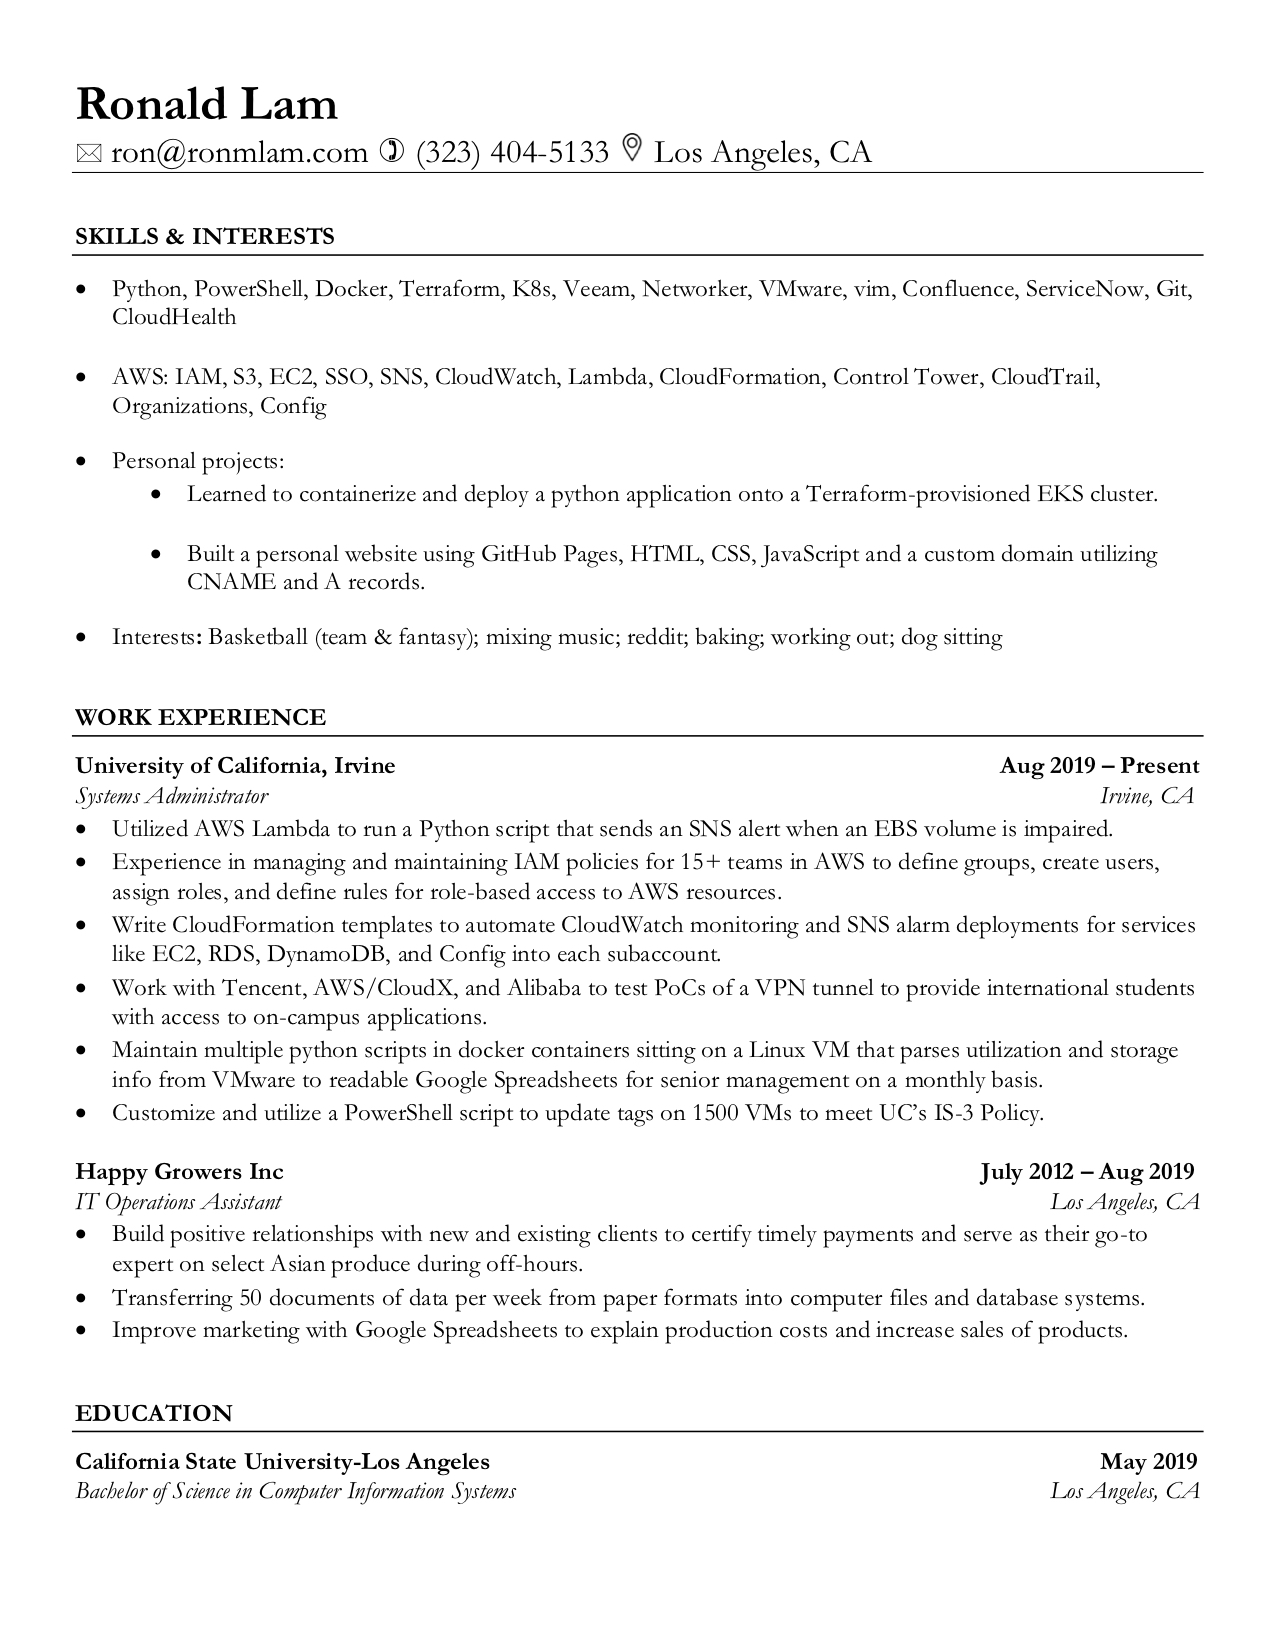 Ronald Lam
ron@ronmlam.com (323) 404-5133 Los Angeles, CA
SKILLS & INTERESTS
• Python, PowerShell, Docker, Terraform, K8s, Veeam, Networker, VMware, vim, Confluence, ServiceNow, Git,
CloudHealth
• AWS: IAM, S3, EC2, SSO, SNS, CloudWatch, Lambda, CloudFormation, Control Tower, CloudTrail,
Organizations, Config
• Personal projects:
• Learned to containerize and deploy a python application onto a Terraform-provisioned EKS cluster.
• Built a personal website using GitHub Pages, HTML, CSS, JavaScript and a custom domain utilizing
CNAME and A records.
• Interests: Basketball (team & fantasy); mixing music; reddit; baking; working out; dog sitting
WORK EXPERIENCE
University of California, Irvine Aug 2019 – Present
Systems Administrator Irvine, CA
• Utilized AWS Lambda to run a Python script that sends an SNS alert when an EBS volume is impaired.
• Experience in managing and maintaining IAM policies for 15+ teams in AWS to define groups, create users,
assign roles, and define rules for role-based access to AWS resources.
• Write CloudFormation templates to automate CloudWatch monitoring and SNS alarm deployments for services
like EC2, RDS, DynamoDB, and Config into each subaccount.
• Work with Tencent, AWS/CloudX, and Alibaba to test PoCs of a VPN tunnel to provide international students
with access to on-campus applications.
• Maintain multiple python scripts in docker containers sitting on a Linux VM that parses utilization and storage
info from VMware to readable Google Spreadsheets for senior management on a monthly basis.
• Customize and utilize a PowerShell script to update tags on 1500 VMs to meet UC’s IS-3 Policy.
Happy Growers Inc July 2012 – Aug 2019
IT Operations Assistant Los Angeles, CA
• Build positive relationships with new and existing clients to certify timely payments and serve as their go-to
expert on select Asian produce during off-hours.
• Transferring 50 documents of data per week from paper formats into computer files and database systems.
• Improve marketing with Google Spreadsheets to explain production costs and increase sales of products.
EDUCATION
California State University-Los Angeles May 2019
Bachelor of Science in Computer Information Systems Los Angeles, CA